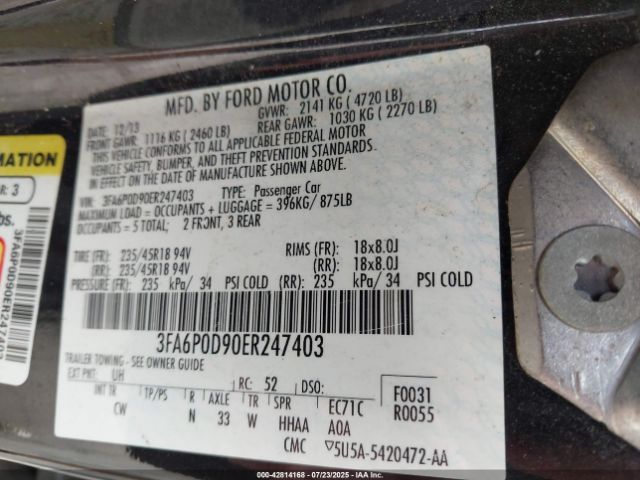 MFD. BY FORD MOTOR CO.
DATE: 12/13 GVWR: 2141 KG ( 4720 LB)
FRONT GAWR: 1116 KG ( 2460 LB) REAR GAWR: 1030 KG ( 2270 LB)
THIS VEHICLE CONFORMS TO ALL APPLICABLE FEDERAL MOTOR
VEHICLE SAFETY, BUMPER, AND THEFT PREVENTION STANDARDS
IN EFFECT ON THE DATE OF MANUFACTURE SHOWN ABOVE.
VIN: 3FA6P0D90ER247403 TYPE: Passenger Car
MAXIMUM LOAD = OCCUPANTS + LUGGAGE = 396KG/ 875LB
OCCUPANTS = 5 TOTAL, 2 FRONT, 3 REAR
TIRE (FR): 235/45R18 94V RIMS (FR): 18x8.0J
(RR): 235/45R18 94V (RR): 18x8.0J
PRESSURE (FR): 235 kPa/ 34 PSI COLD (RR): 235 kPa/ 34 PSI COLD
3FA6P0D90ER247403
TRAILER TOWING - SEE OWNER GUIDE
EXT PNT: UH RC: 52 DSO: F0031
R0055
INT TR TP/PS R AXLE TR SPR EC71C
CW N 33 W HHAA A0A
CMC ▽5U5A-5420472-AA
MATION
R: 3
bs.
3FA6P0D90ER247403
000-42814168 - 07/23/2025 - IAA Inc.